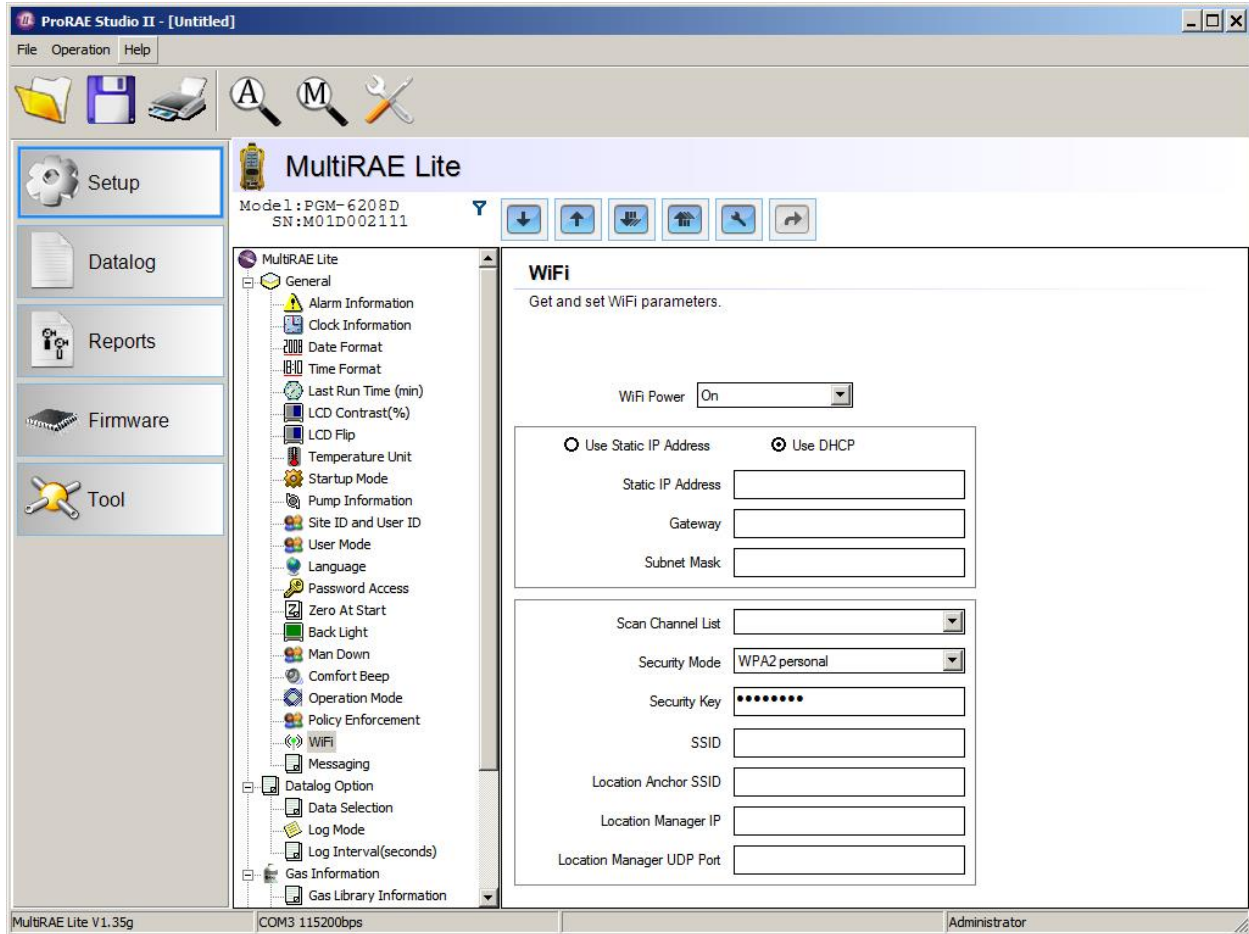 ProRAE Studio II - [Untitled]
File Operation Help
A M
Setup
Datalog
Reports
Firmware
Tool
MultiRAE Lite
Model:PGM-6208D
SN:M01D002111
MultiRAE Lite
General
Alarm Information
Clock Information
Date Format
Time Format
Last Run Time (min)
LCD Contrast(%)
LCD Flip
Temperature Unit
Startup Mode
Pump Information
Site ID and User ID
User Mode
Language
Password Access
Zero At Start
Back Light
Man Down
Comfort Beep
Operation Mode
Policy Enforcement
WiFi
Messaging
Datalog Option
Data Selection
Log Mode
Log Interval(seconds)
Gas Information
Gas Library Information
WiFi
Get and set WiFi parameters.
WiFi Power On
Use Static IP Address Use DHCP
Static IP Address
Gateway
Subnet Mask
Scan Channel List
Security Mode WPA2 personal
Security Key ••••••••
SSID
Location Anchor SSID
Location Manager IP
Location Manager UDP Port
MultiRAE Lite V1.35g COM3 115200bps Administrator